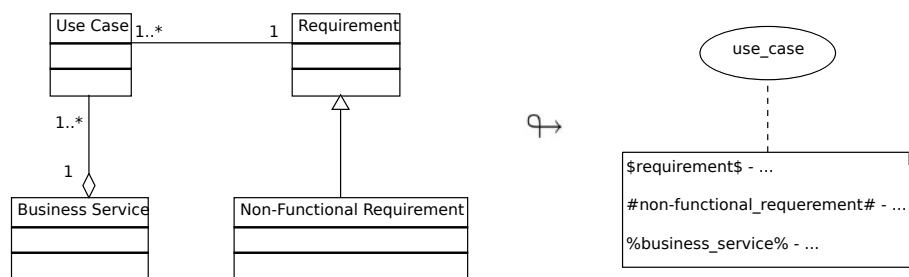 Use Case
Requirement
1..*
1
use_case
1..*
1
$requirement$ - ...
#non-functional_requerement# - ...
%business_service% - ...
Business Service
Non-Functional Requirement